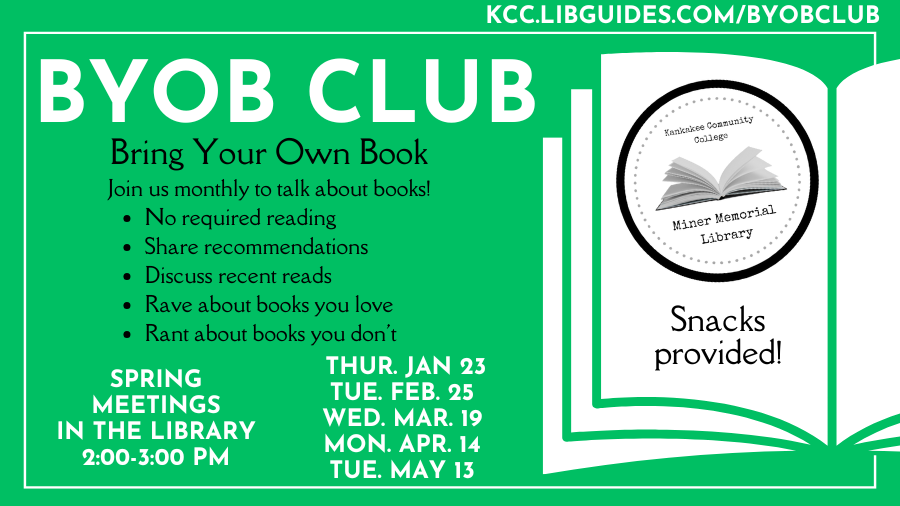 KCC.LIBGUIDES.COM/BYOBCLUB
BYOB CLUB
Bring Your Own Book
Join us monthly to talk about books!
• No required reading
• Share recommendations
• Discuss recent reads
• Rave about books you love
• Rant about books you don't
SPRING
MEETINGS
IN THE LIBRARY
2:00-3:00 PM
THUR. JAN 23
TUE. FEB. 25
WED. MAR. 19
MON. APR. 14
TUE. MAY 13
Kankakee Community
College
Miner Memorial
Library
Snacks
provided!